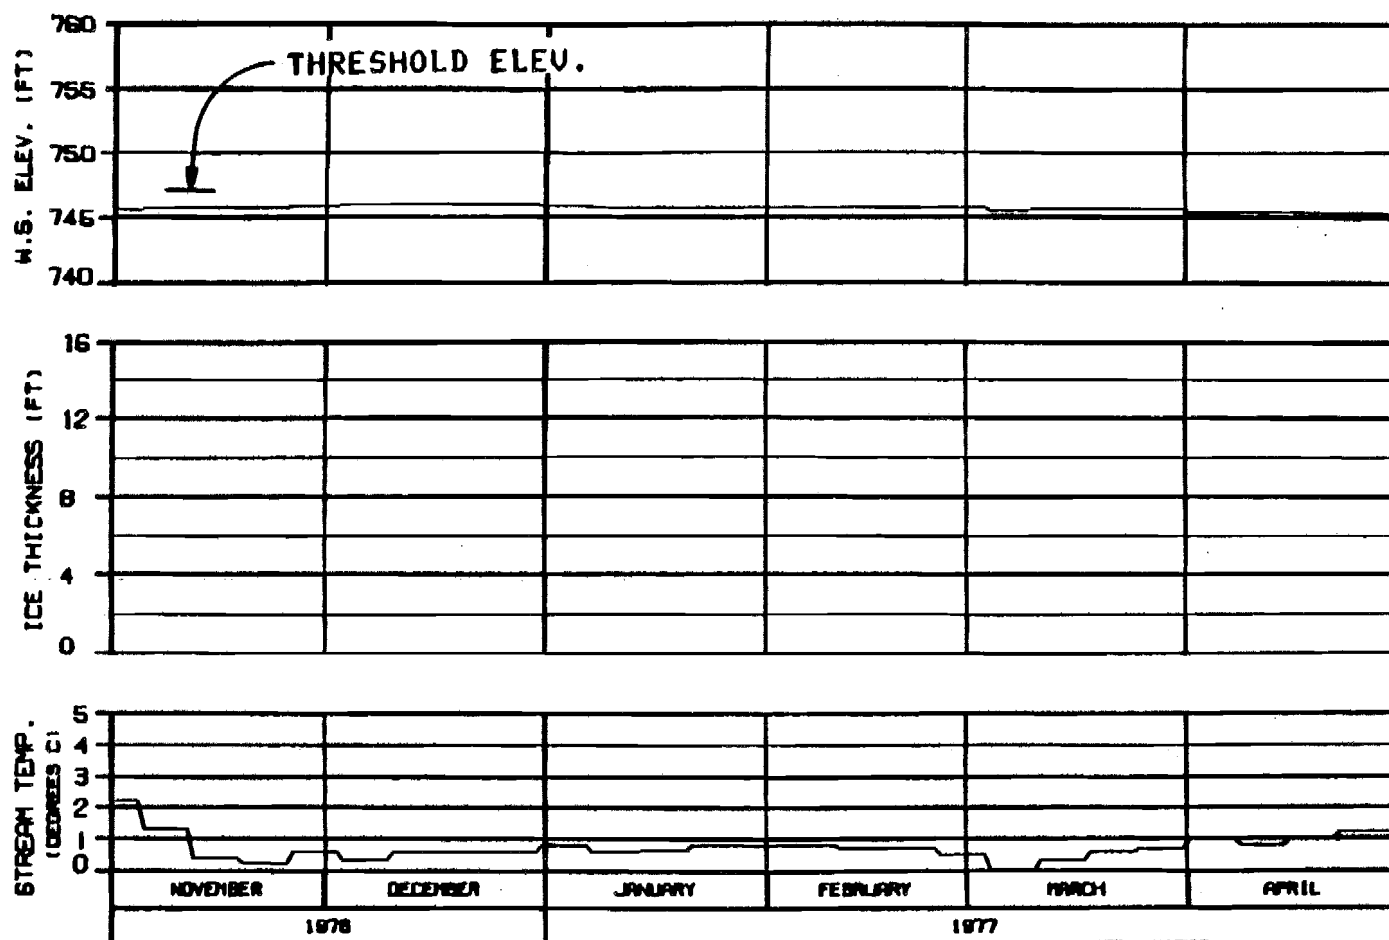 760
THRESHOLD ELEV.
755
750
745
740
W.S. ELEV. (FT)
16
12
8
4
0
ICE THICKNESS (FT)
5
4
3
2
1
0
STREAM TEMP.
(DEGREES C)
NOVEMBER DECEMBER JANUARY FEBRUARY MARCH APRIL
1976 1977